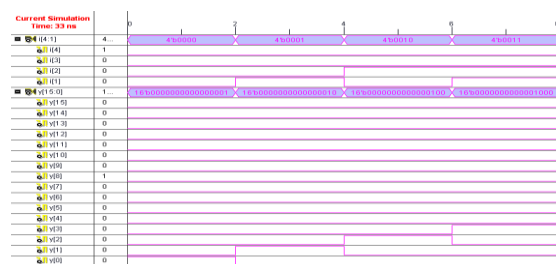 Current Simulation
Time: 33 ns
0 2 4 6
i[4:1] 4... 4'b0000 4'b0001 4'b0010 4'b0011
i[4] 1
i[3] 0
i[2] 0
i[1] 0
y[15:0] 1... 16'b0000000000000001 16'b0000000000000010 16'b0000000000000100 16'b0000000000001000
y[15] 0
y[14] 0
y[13] 0
y[12] 0
y[11] 0
y[10] 0
y[9] 0
y[8] 1
y[7] 0
y[6] 0
y[5] 0
y[4] 0
y[3] 0
y[2] 0
y[1] 0
y[0] 0